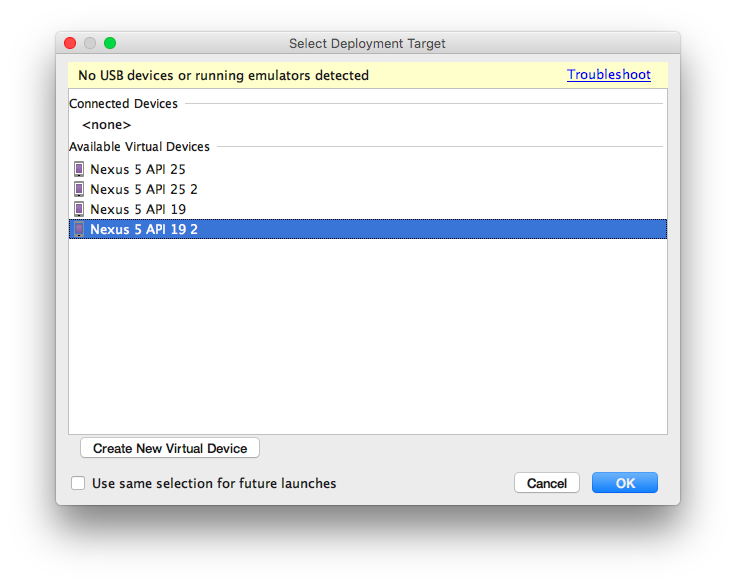 Select Deployment Target
No USB devices or running emulators detected Troubleshoot
Connected Devices
<none>
Available Virtual Devices
Nexus 5 API 25
Nexus 5 API 25 2
Nexus 5 API 19
Nexus 5 API 19 2
Create New Virtual Device
Use same selection for future launches Cancel OK